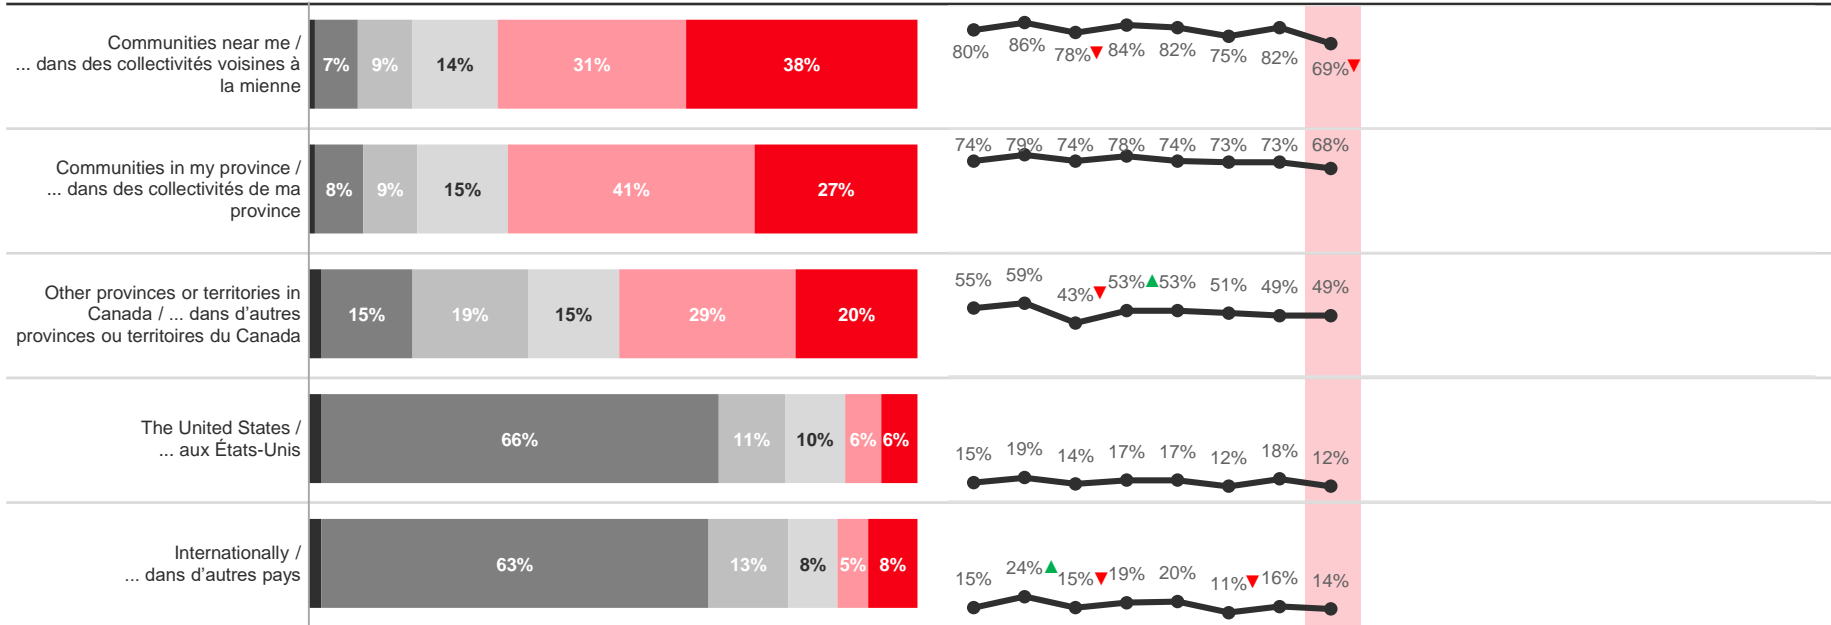 Communities near me /
... dans des collectivités voisines à
la mienne
7% 9% 14% 31% 38%
80% 86% 78%▼ 84% 82% 75% 82% 69%▼
Communities in my province /
... dans des collectivités de ma
province
8% 9% 15% 41% 27%
74% 79% 74% 78% 74% 73% 73% 68%
Other provinces or territories in
Canada / ... dans d'autres
provinces ou territoires du Canada
15% 19% 15% 29% 20%
55% 59% 43%▼ 53%▲ 53% 51% 49% 49%
The United States /
... aux États-Unis
66% 11% 10% 6% 6%
15% 19% 14% 17% 17% 12% 18% 12%
Internationally /
... dans d'autres pays
63% 13% 8% 5% 8%
15% 24%▲ 15%▼ 19% 20% 11%▼ 16% 14%